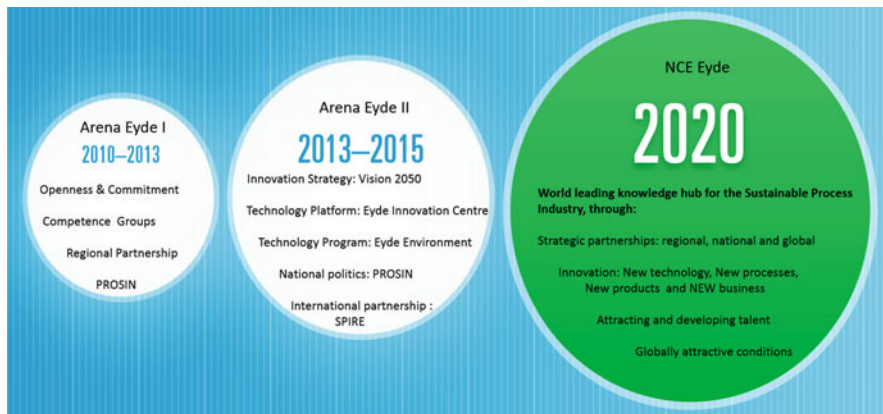 Arena Eyde I
2010–2013
Openness & Commitment
Competence Groups
Regional Partnership
PROSIN
Arena Eyde II
2013–2015
Innovation Strategy: Vision 2050
Technology Platform: Eyde Innovation Centre
Technology Program: Eyde Environment
National politics: PROSIN
International partnership :
SPIRE
NCE Eyde
2020
World leading knowledge hub for the Sustainable Process
Industry, through:
Strategic partnerships: regional, national and global
Innovation: New technology, New processes,
New products and NEW business
Attracting and developing talent
Globally attractive conditions